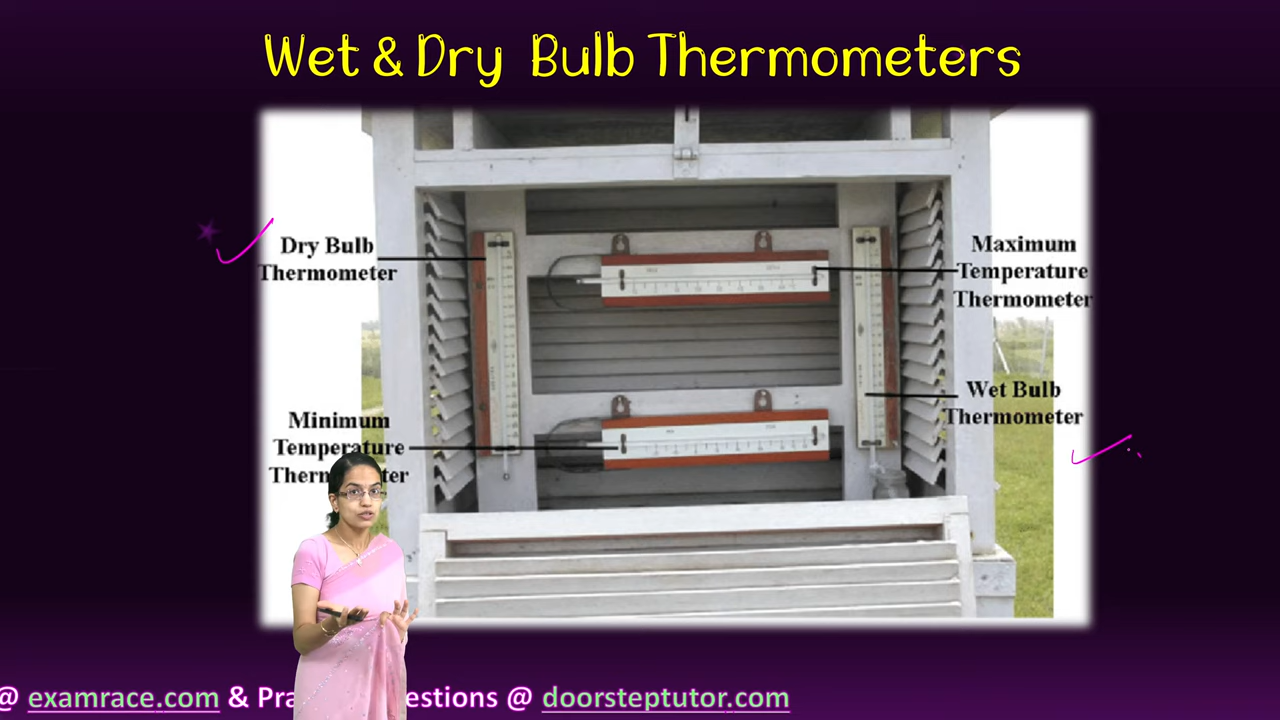 Wet & Dry Bulb Thermometers
Dry Bulb
Thermometer
Maximum
Temperature
Thermometer
Wet Bulb
Thermometer
Minimum
Temperature
@ examrace.com & estions @ doorsteptutor.com